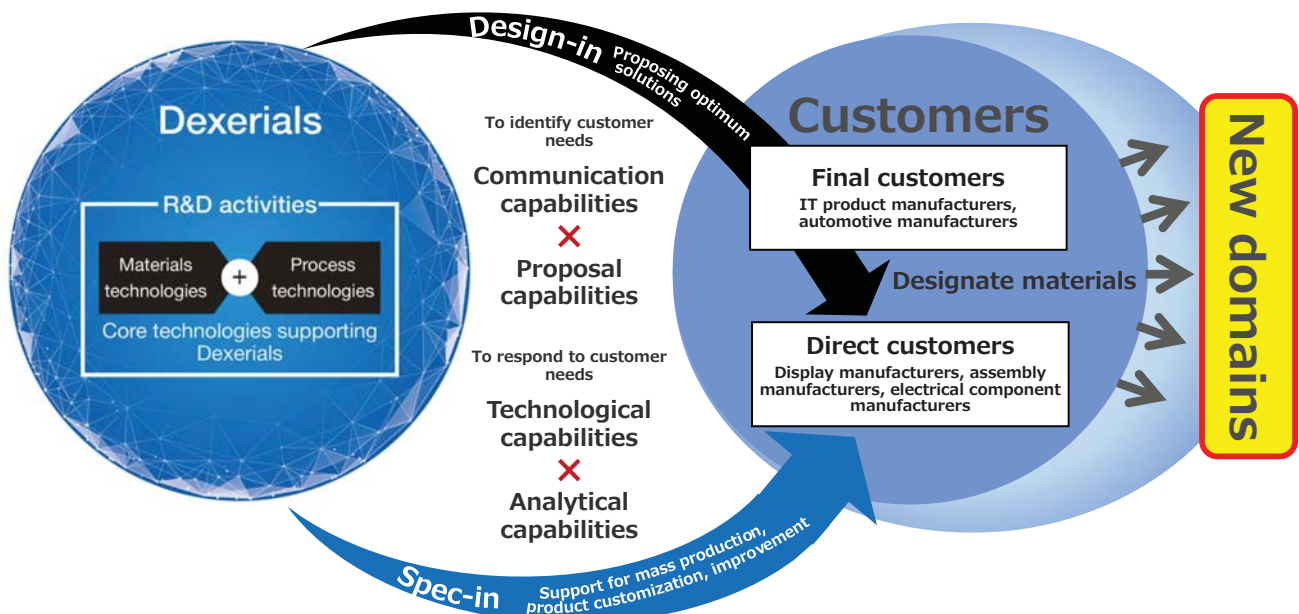 Dexerials
R&D activities
Materials
technologies
+
Process
technologies
Core technologies supporting
Dexerials
Design-in
Proposing optimum
solutions
To identify customer
needs
Communication
capabilities
×
Proposal
capabilities
To respond to customer
needs
Technological
capabilities
×
Analytical
capabilities
Spec-in
Support for mass production,
product customization, improvement
Customers
Final customers
IT product manufacturers,
automotive manufacturers
Designate materials
Direct customers
Display manufacturers, assembly
manufacturers, electrical component
manufacturers
New domains